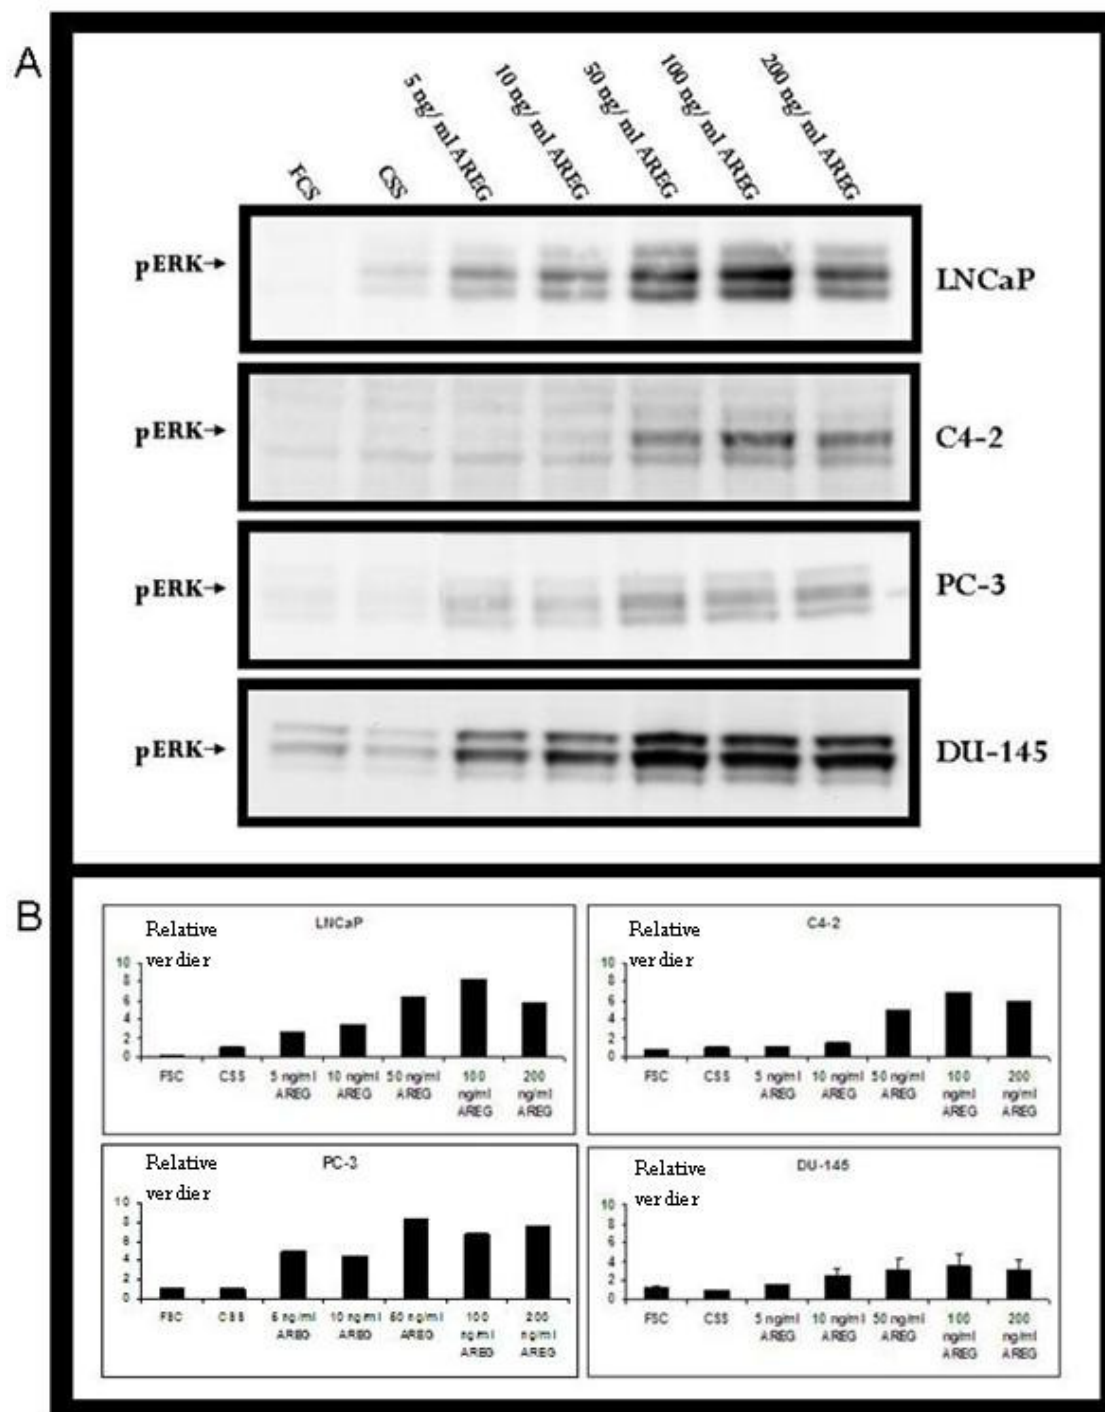 A
FCS
CSS
5 ng/ml AREG
10 ng/ml AREG
50 ng/ml AREG
100 ng/ml AREG
200 ng/ml AREG
pERK→
LNCaP
pERK→
C4-2
pERK→
PC-3
pERK→
DU-145
B
Relative
verdier
LNCaP
10
8
6
4
2
0
FSC
CSS
5 ng/ml
AREG
10 ng/ml
AREG
50 ng/ml
AREG
100
ng/ml
AREG
200
ng/ml
AREG
Relative
verdier
C4-2
10
8
6
4
2
0
FSC
CSS
5 ng/ml
AREG
10 ng/ml
AREG
50 ng/ml
AREG
100
ng/ml
AREG
200
ng/ml
AREG
Relative
verdier
PC-3
10
8
6
4
2
0
FSC
CSS
5 ng/ml
AREG
10 ng/ml
AREG
50 ng/ml
AREG
100
ng/ml
AREG
200
ng/ml
AREG
Relative
verdier
DU-145
10
8
6
4
2
0
FSC
CSS
5 ng/ml
AREG
10 ng/ml
AREG
50 ng/ml
AREG
100
ng/ml
AREG
200
ng/ml
AREG